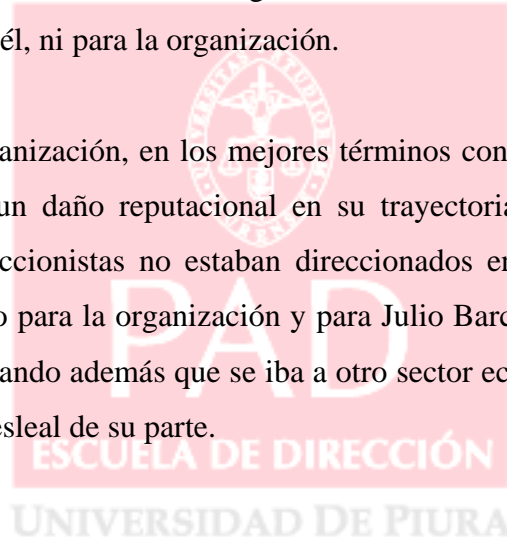 él, ni para la organización.
anización, en los mejores términos con
un daño reputacional en su trayectoria
ccionistas no estaban direccionados en
o para la organización y para Julio Barc
ando además que se iba a otro sector ec
esleal de su parte.
PAD
ESCUELA DE DIRECCIÓN
UNIVERSIDAD DE PIURA